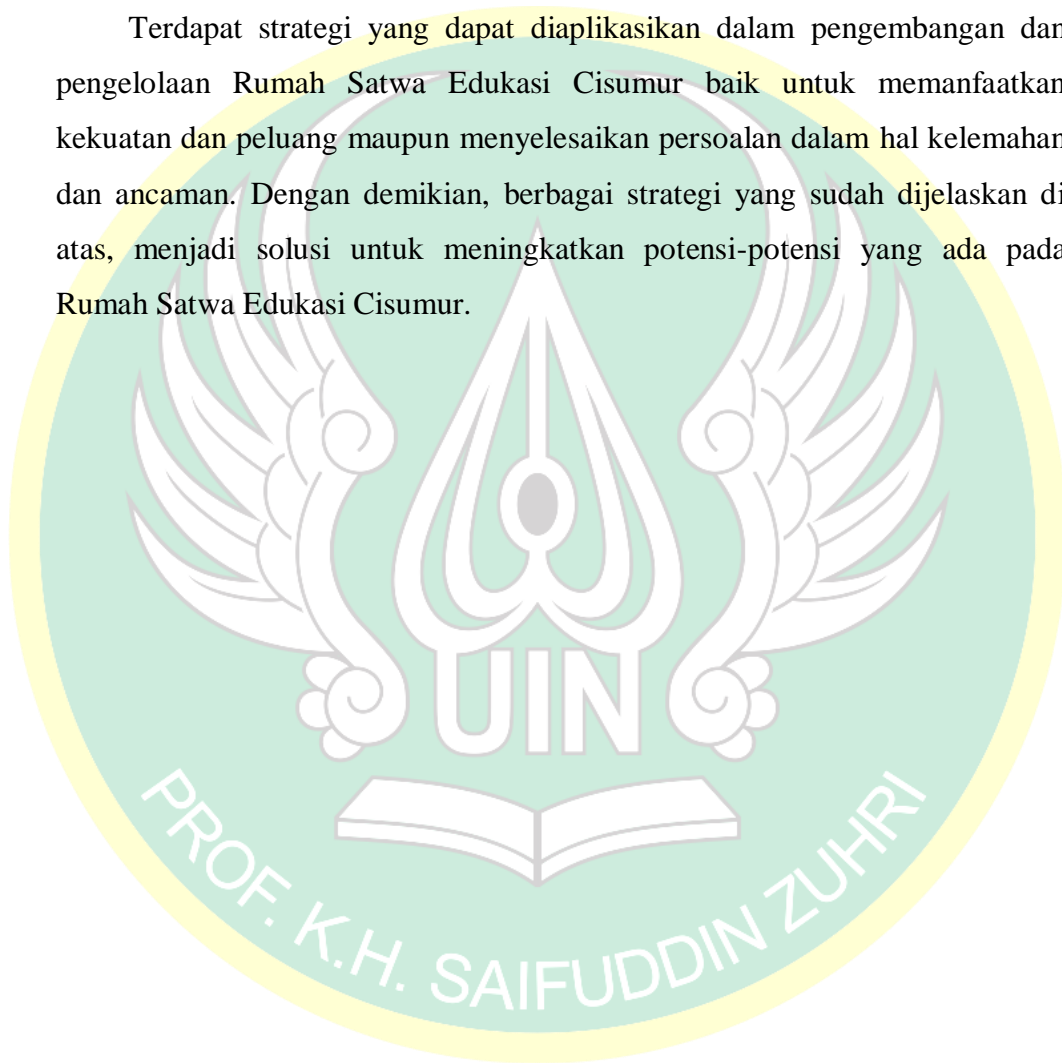 Terdapat strategi yang dapat diaplikasikan dalam pengembangan dan
pengelolaan Rumah Satwa Edukasi Cisumur baik untuk memanfaatkan
kekuatan dan peluang maupun menyelesaikan persoalan dalam hal kelemahan
dan ancaman. Dengan demikian, berbagai strategi yang sudah dijelaskan di
atas, menjadi solusi untuk meningkatkan potensi-potensi yang ada pada
Rumah Satwa Edukasi Cisumur.
UIN
PROF. K.H. SAIFUDDIN ZUHRI